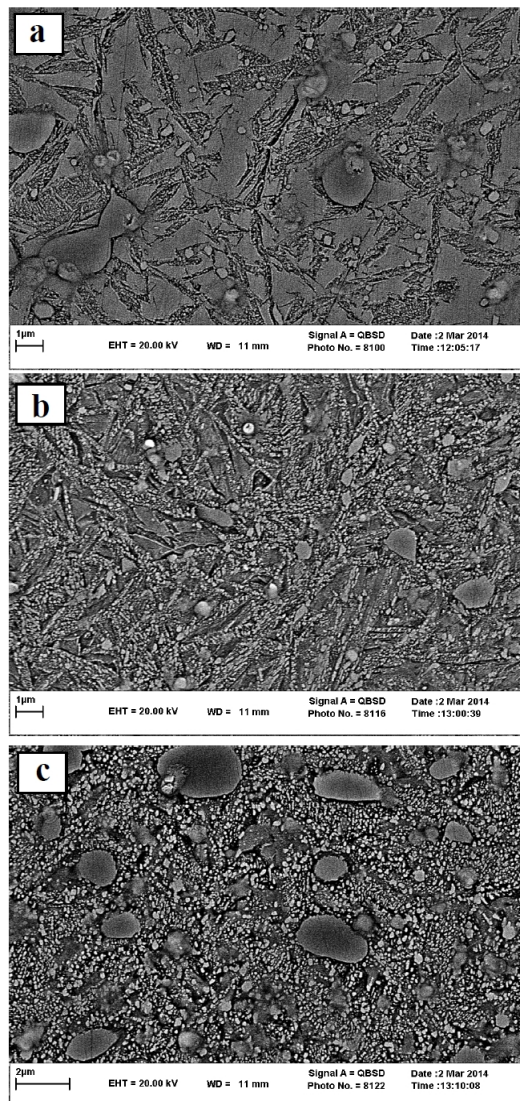 a
1µm
EHT = 20.00 kV
WD = 11 mm
Signal A = QBSD
Photo No. = 8100
Date :2 Mar 2014
Time :12:05:17
b
1µm
EHT = 20.00 kV
WD = 11 mm
Signal A = QBSD
Photo No. = 8116
Date :2 Mar 2014
Time :13:00:39
c
2µm
EHT = 20.00 kV
WD = 11 mm
Signal A = QBSD
Photo No. = 8122
Date :2 Mar 2014
Time :13:10:08